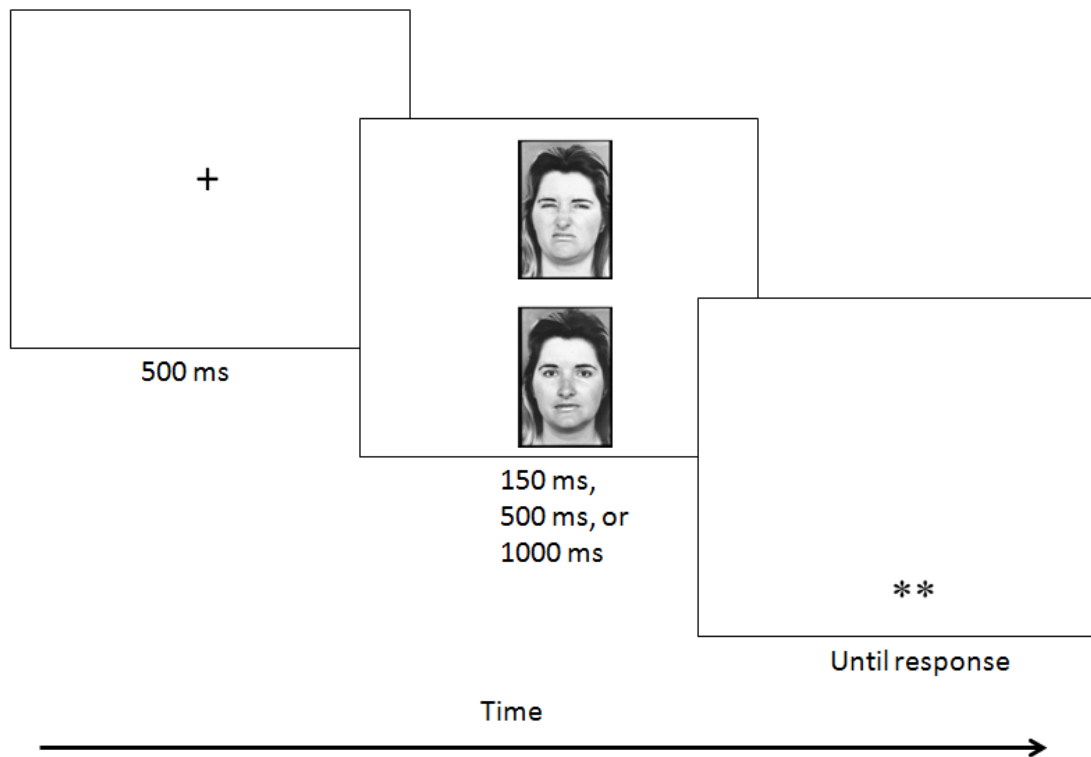 +
500 ms
150 ms,
500 ms, or
1000 ms
**
Until response
Time